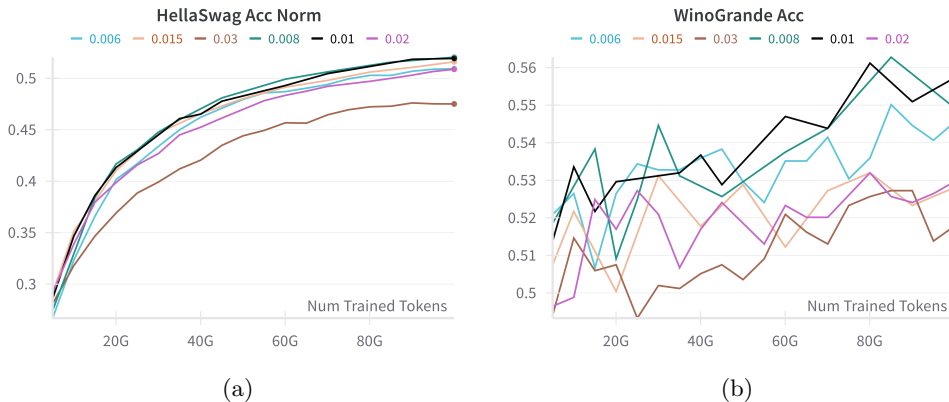 HellaSwag Acc Norm
0.006 0.015 0.03 0.008 0.01 0.02
0.5
0.45
0.4
0.35
0.3
Num Trained Tokens
20G 40G 60G 80G
(a)
WinoGrande Acc
0.006 0.015 0.03 0.008 0.01 0.02
0.56
0.55
0.54
0.53
0.52
0.51
0.5
Num Trained Tokens
20G 40G 60G 80G
(b)